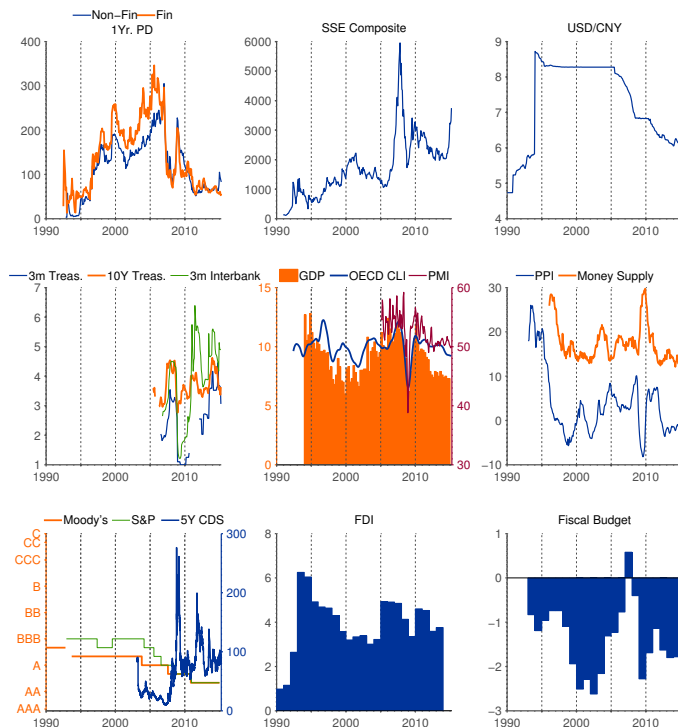 Non−Fin Fin
1Yr. PD
400
300
200
100
0
1990 2000 2010
SSE Composite
6000
5000
4000
3000
2000
1000
0
1990 2000 2010
USD/CNY
9
8
7
6
5
4
1990 2000 2010
3m Treas. 10Y Treas. 3m Interbank
7
6
5
4
3
2
1
1990 2000 2010
GDP OECD CLI PMI
15 60
10 50
5 40
0 30
1990 2000 2010
PPI Money Supply
30
20
10
0
−10
1990 2000 2010
Moody's S&P 5Y CDS
C 300
CC
CCC
B 200
BB
BBB 100
A
AA
AAA 0
1990 2000 2010
FDI
8
6
4
2
0
1990 2000 2010
Fiscal Budget
1
0
−1
−2
−3
1990 2000 2010